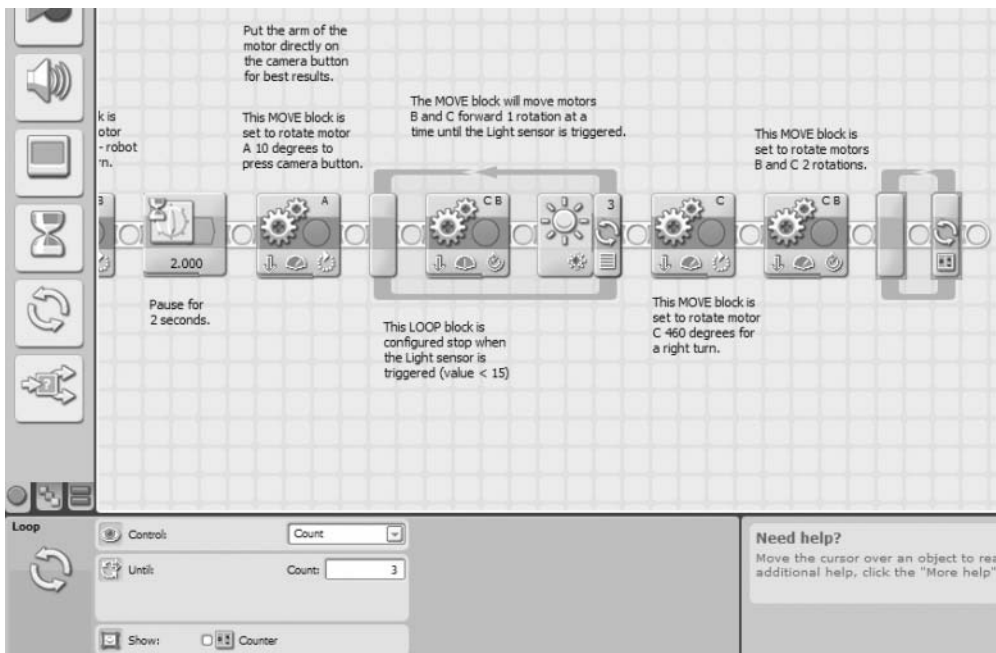 Put the arm of the
motor directly on
the camera button
for best results.
k is
otor
- robot
rn.
This MOVE block is
set to rotate motor
A 10 degrees to
press camera button.
The MOVE block will move motors
B and C forward 1 rotation at a
time until the Light sensor is triggered.
This MOVE block is
set to rotate motors
B and C 2 rotations.
B
A
C B
3
C
C B
2.000
Pause for
2 seconds.
This LOOP block is
configured stop when
the Light sensor is
triggered (value < 15)
This MOVE block is
set to rotate motor
C 460 degrees for
a right turn.
Loop
Control:
Count
Until:
Count: 3
Show:
Counter
Need help?
Move the cursor over an object to rea
additional help, click the "More help"